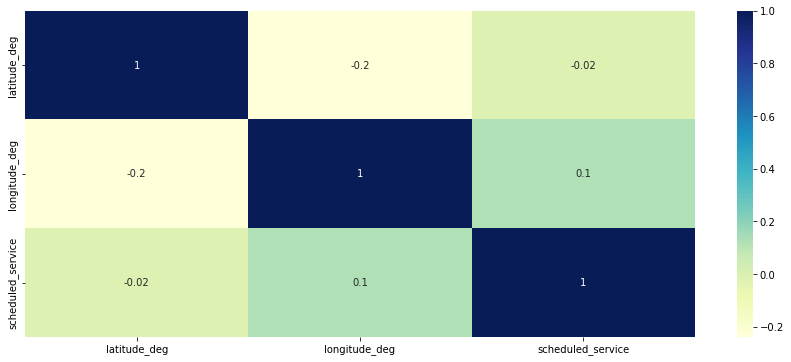 latitude_deg
1
-0.2
-0.02
longitude_deg
-0.2
1
0.1
scheduled_service
-0.02
0.1
1
latitude_deg
longitude_deg
scheduled_service
1.0
0.8
0.6
0.4
0.2
0.0
−0.2